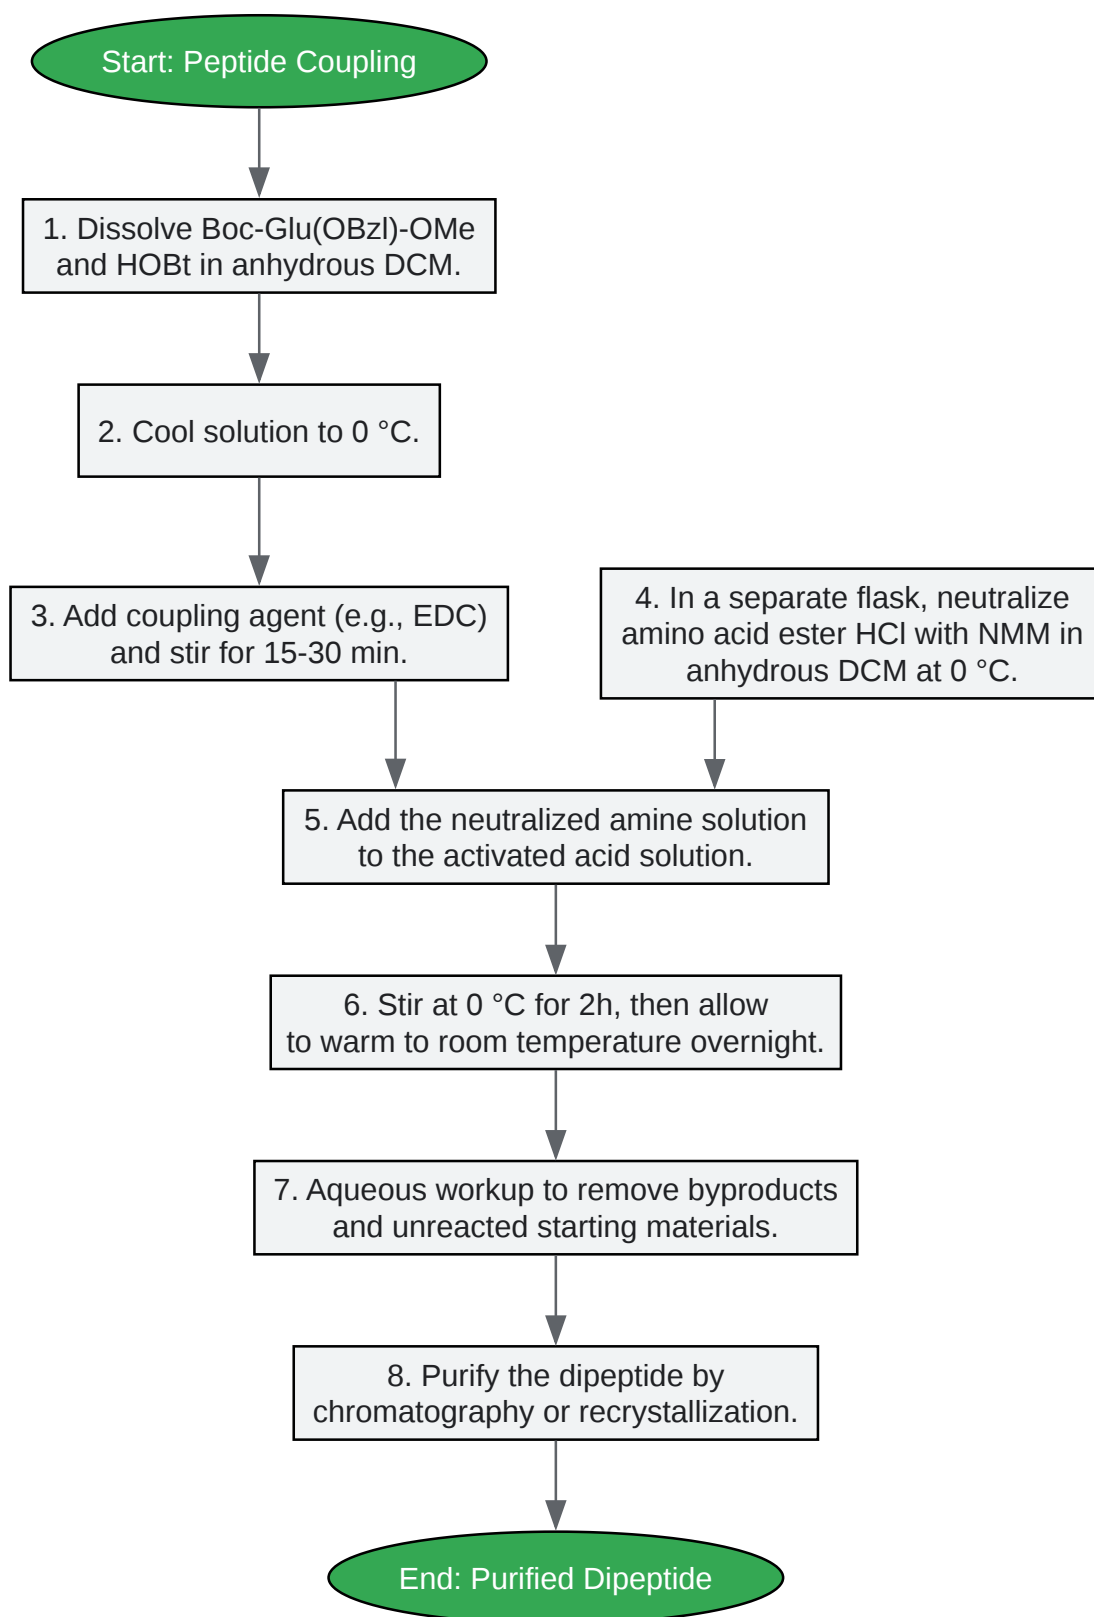 Start: Peptide Coupling
1. Dissolve Boc-Glu(OBzl)-OMe
and HOBt in anhydrous DCM.
2. Cool solution to 0 °C.
3. Add coupling agent (e.g., EDC)
and stir for 15-30 min.
4. In a separate flask, neutralize
amino acid ester HCl with NMM in
anhydrous DCM at 0 °C.
5. Add the neutralized amine solution
to the activated acid solution.
6. Stir at 0 °C for 2h, then allow
to warm to room temperature overnight.
7. Aqueous workup to remove byproducts
and unreacted starting materials.
8. Purify the dipeptide by
chromatography or recrystallization.
End: Purified Dipeptide